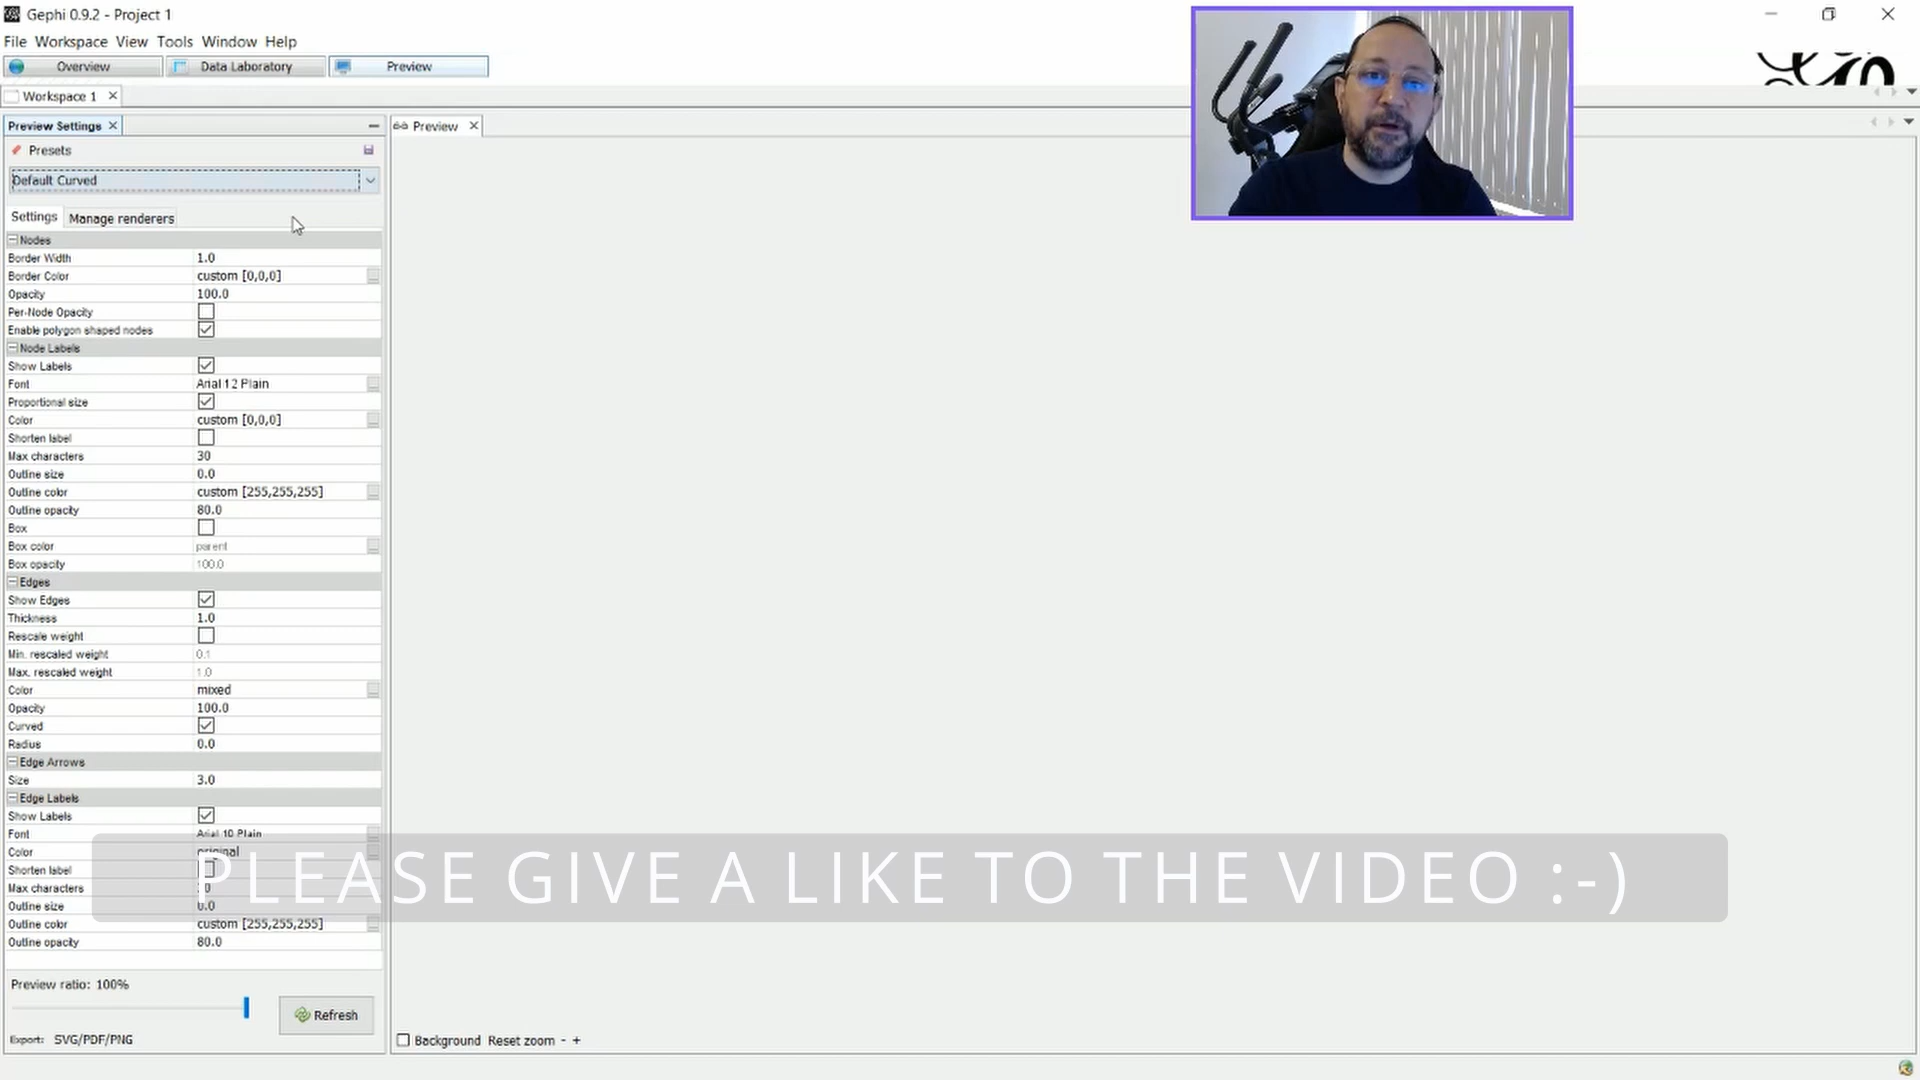 Gephi 0.9.2 - Project 1
File Workspace View Tools Window Help
Overview Data Laboratory Preview
Workspace 1
Preview Settings
Preview
Presets
Default Curved
Settings Manage renderers
Nodes
Border Width 1.0
Border Color custom [0,0,0]
Opacity 100.0
Per-Node Opacity
Enable polygon shaped nodes
Node Labels
Show Labels
Font Arial 12 Plain
Proportional size
Color custom [0,0,0]
Shorten label
Max characters 30
Outline size 0.0
Outline color custom [255,255,255]
Outline opacity 80.0
Box
Box color parent
Box opacity 100.0
Edges
Show Edges
Thickness 1.0
Rescale weight
Min. rescaled weight 0.1
Max. rescaled weight 1.0
Color mixed
Opacity 100.0
Curved
Radius 0.0
Edge Arrows
Size 3.0
Edge Labels
Show Labels
Font Arial 10 Plain
Color original
Shorten label
PLEASE GIVE A LIKE TO THE VIDEO :-)
Max characters
Outline size 0.0
Outline color custom [255,255,255]
Outline opacity 80.0
Preview ratio: 100%
Refresh
Export: SVG/PDF/PNG
Background Reset zoom - +